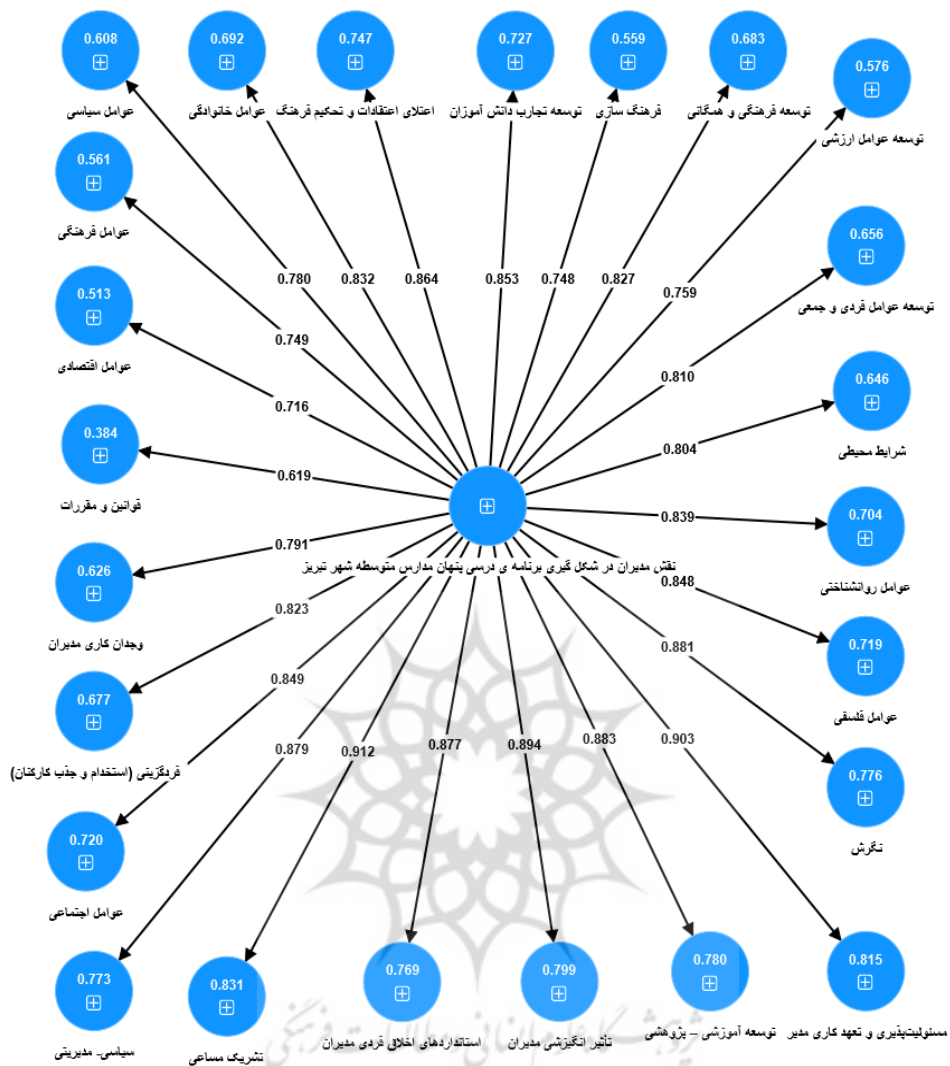 0.608
0.692
0.747
0.727
0.559
0.683
0.576
عوامل سیاسی
عوامل خانوادگی
اعتلای اعتقادات و تحکیم فرهنگ
توسعه تجارب دانش آموزان
فرهنگ سازی
توسعه فرهنگی و همگانی
توسعه عوامل ارزشی
0.561
عوامل فرهنگی
0.656
توسعه عوامل فردی و جمعی
0.780
0.832
0.864
0.853
0.748
0.827
0.759
0.513
عوامل اقتصادی
0.749
0.810
0.646
شرایط محیطی
0.716
0.804
0.384
قوانین و مقررات
0.619
0.839
0.704
عوامل روانشناختی
0.791
0.626
وجدان کاری مدیران
نقش مدیران در شکل گیری برنامه ی درسی پنهان مدارس متوسطه شهر تبریز
0.823
0.848
0.719
عوامل فلسفی
0.677
فردگزینی (استخدام و جذب کارکنان)
0.849
0.881
0.879
0.912
0.877
0.894
0.883
0.903
0.776
نگرش
0.720
عوامل اجتماعی
0.773
0.831
0.769
0.799
0.780
0.815
سیاسی- مدیریتی
تشریک مساعی
استانداردهای اخلاق فردی مدیران
تأثیر انگیزشی مدیران
توسعه آموزشی – پژوهشی
مسئولیت‌پذیری و تعهد کاری مدیر
پژوهشگاه علوم انسانی و مطالعات فرهنگی